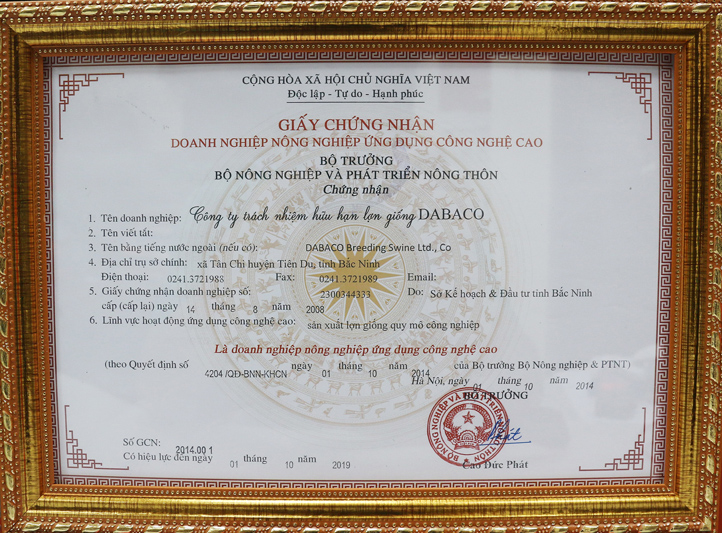 CỘNG HÒA XÃ HỘI CHỦ NGHĨA VIỆT NAM
Độc lập - Tự do - Hạnh phúc
GIẤY CHỨNG NHẬN
DOANH NGHIỆP NÔNG NGHIỆP ỨNG DỤNG CÔNG NGHỆ CAO
BỘ TRƯỞNG
BỘ NÔNG NGHIỆP VÀ PHÁT TRIỂN NÔNG THÔN
Chứng nhận
1. Tên doanh nghiệp: Công ty trách nhiệm hữu hạn lợn giống DABACO
2. Tên viết tắt:
3. Tên bằng tiếng nước ngoài (nếu có): DABACO Breeding Swine Ltd., Co
4. Địa chỉ trụ sở chính: xã Tân Chi huyện Tiên Du, tỉnh Bắc Ninh
Điện thoại: 0241.3721988 Fax: 0241.3721989 Email:
5. Giấy chứng nhận doanh nghiệp số: 2300344333 Do: Sở Kế hoạch & Đầu tư tỉnh Bắc Ninh
cấp (cấp lại) ngày 14 tháng 8 năm 2008
6. Lĩnh vực hoạt động ứng dụng công nghệ cao: sản xuất lợn giống quy mô công nghiệp
Là doanh nghiệp nông nghiệp ứng dụng công nghệ cao
(theo Quyết định số 4204 /QĐ-BNN-KHCN ngày 01 tháng 10 năm 2014 của Bộ trưởng Bộ Nông nghiệp & PTNT)
Hà Nội, ngày 01 tháng 10 năm 2014
BỘ TRƯỞNG
BỘ NÔNG NGHIỆP VÀ PHÁT TRIỂN NÔNG THÔN
Cao Đức Phát
Số GCN: 2014.00 1
Có hiệu lực đến ngày 01 tháng 10 năm 2019